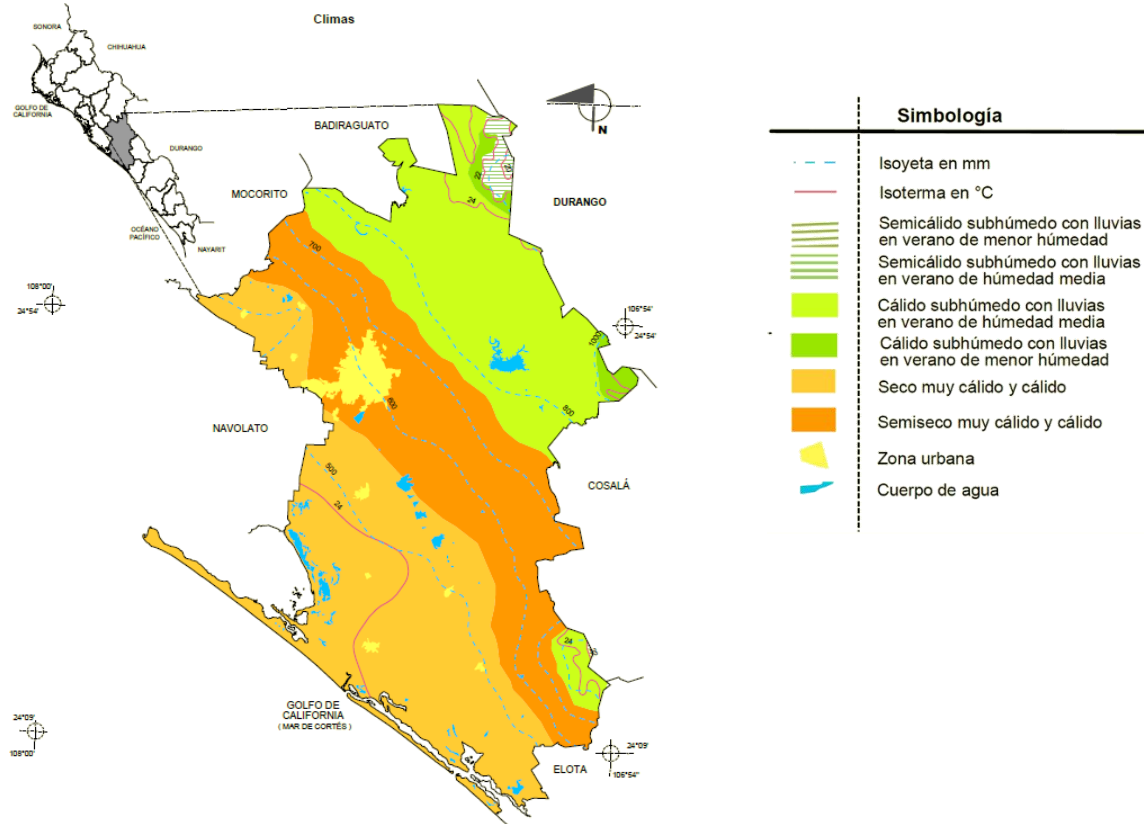 Climas
SONORA
CHIHUAHUA
GOLFO DE
CALIFORNIA
DURANGO
OCÉANO
PACÍFICO
NAYARIT
BADIRAGUATO
MOCORITO
DURANGO
N
NAVOLATO
COSALÁ
GOLFO DE
CALIFORNIA
( MAR DE CORTÉS )
ELOTA
108°00'
24°54'
106°54'
24°54'
24°09'
108°00'
24°09'
106°54'
22
24
700
1000
800
600
500
24
24
Simbología
Isoyeta en mm
Isoterma en °C
Semicálido subhúmedo con lluvias
en verano de menor húmedad
Semicálido subhúmedo con lluvias
en verano de húmedad media
Cálido subhúmedo con lluvias
en verano de húmedad media
Cálido subhúmedo con lluvias
en verano de menor húmedad
Seco muy cálido y cálido
Semiseco muy cálido y cálido
Zona urbana
Cuerpo de agua